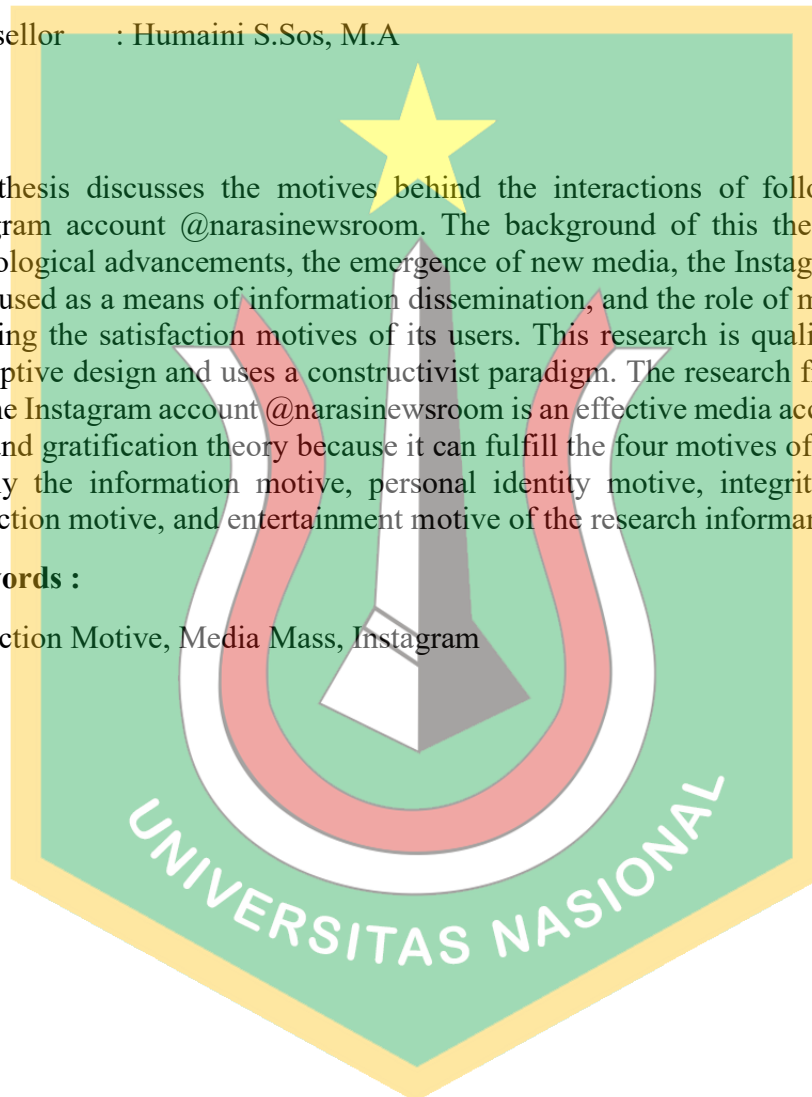 sellor : Humaini S.Sos, M.A
thesis discusses the motives behind the interactions of follo
gram account @narasinewsroom. The background of this the
ological advancements, the emergence of new media, the Instag
used as a means of information dissemination, and the role of m
ing the satisfaction motives of its users. This research is quali
ptive design and uses a constructivist paradigm. The research f
he Instagram account @narasinewsroom is an effective media acc
and gratification theory because it can fulfill the four motives of
y the information motive, personal identity motive, integrit
ction motive, and entertainment motive of the research informa
ords :
ction Motive, Media Mass, Instagram
UNIVERSITAS NASIONAL